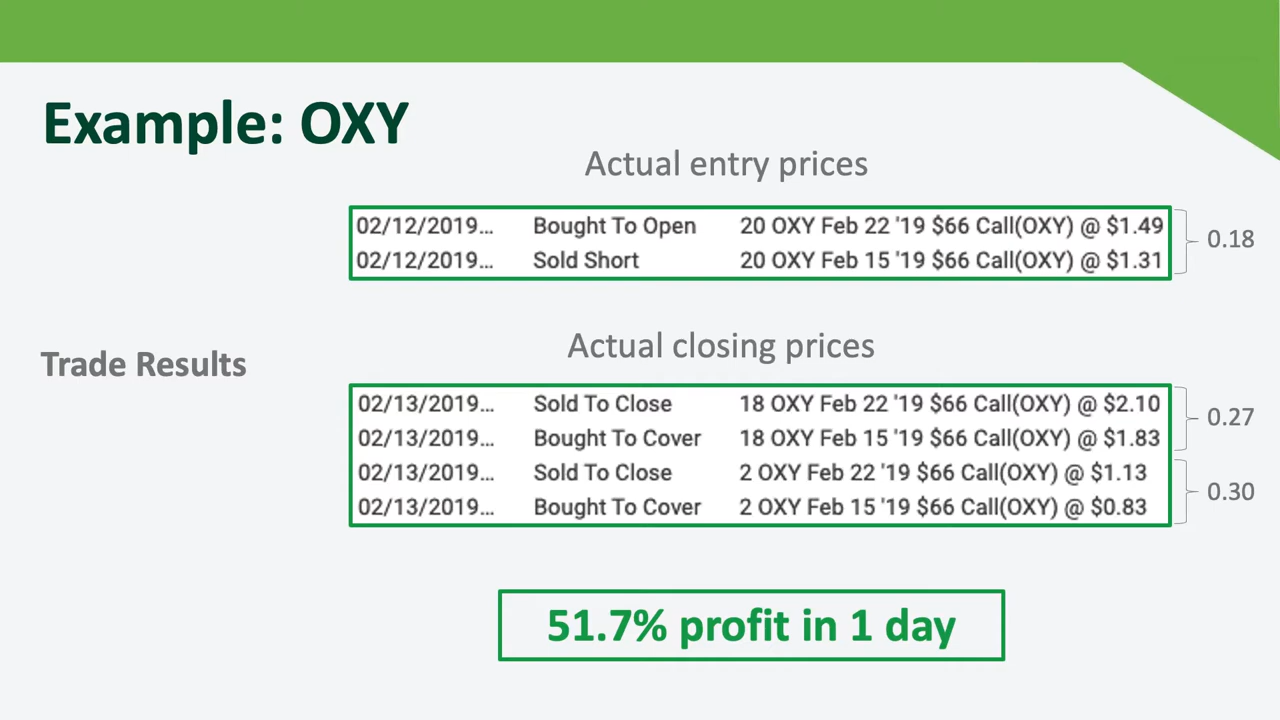 Example: OXY
Actual entry prices
02/12/2019... Bought To Open 20 OXY Feb 22 '19 $66 Call(OXY) @ $1.49
02/12/2019... Sold Short 20 OXY Feb 15 '19 $66 Call(OXY) @ $1.31
0.18
Trade Results
Actual closing prices
02/13/2019... Sold To Close 18 OXY Feb 22 '19 $66 Call(OXY) @ $2.10
02/13/2019... Bought To Cover 18 OXY Feb 15 '19 $66 Call(OXY) @ $1.83
0.27
02/13/2019... Sold To Close 2 OXY Feb 22 '19 $66 Call(OXY) @ $1.13
02/13/2019... Bought To Cover 2 OXY Feb 15 '19 $66 Call(OXY) @ $0.83
0.30
51.7% profit in 1 day